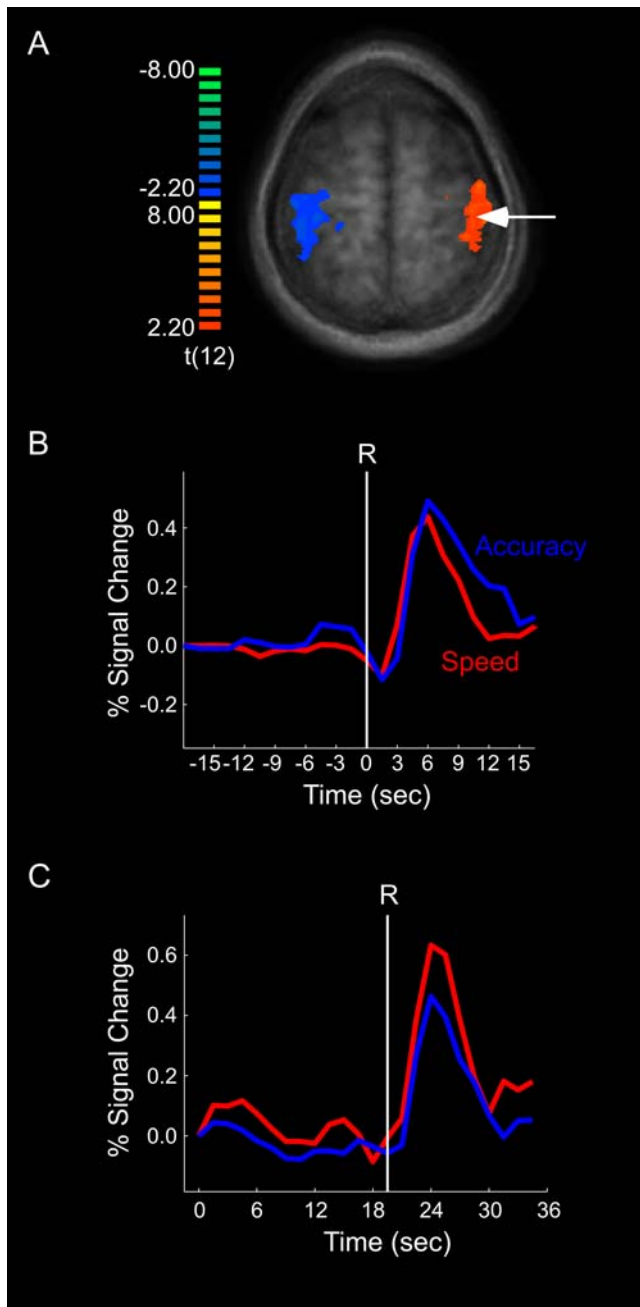 A
-8.00
-2.20
8.00
2.20
t(12)
B
R
% Signal Change
0.4
0.2
0.0
-0.2
Accuracy
Speed
-15 -12 -9 -6 -3 0 3 6 9 12 15
Time (sec)
C
R
% Signal Change
0.6
0.4
0.2
0.0
0 6 12 18 24 30 36
Time (sec)